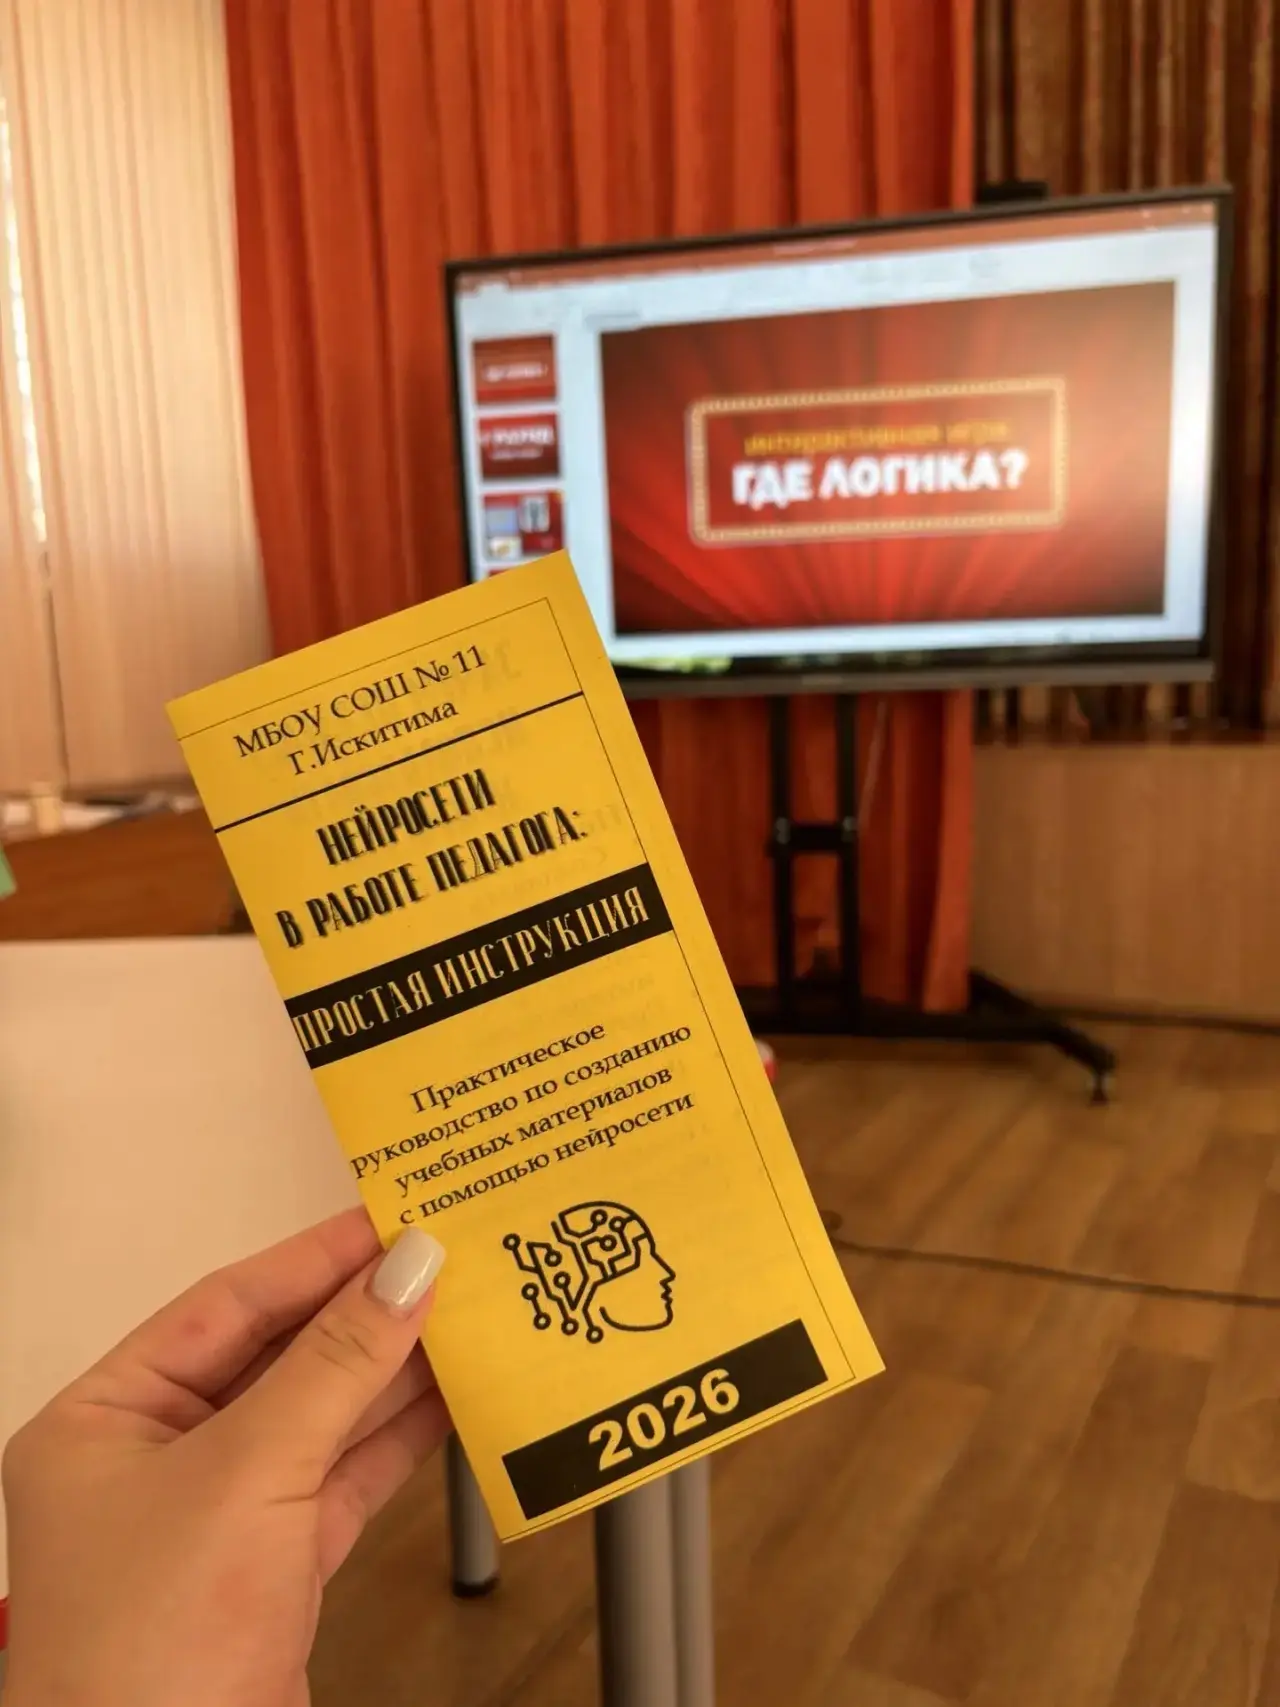 интерактивная игра
ГДЕ ЛОГИКА?
МБОУ СОШ № 11
Г.Искитима
НЕЙРОСЕТИ
В РАБОТЕ ПЕДАГОГА:
ПРОСТАЯ ИНСТРУКЦИЯ
Практическое
руководство по созданию
учебных материалов
с помощью нейросети
2026